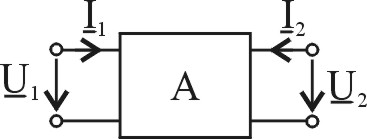 I₁ I₂
U₁ A U₂